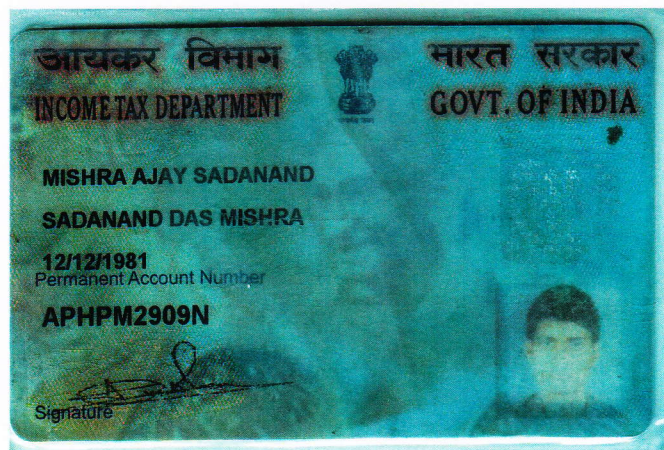 आयकर विभाग भारत सरकार
INCOME TAX DEPARTMENT GOVT. OF INDIA
MISHRA AJAY SADANAND
SADANAND DAS MISHRA
12/12/1981
Permanent Account Number
APHPM2909N
Signature